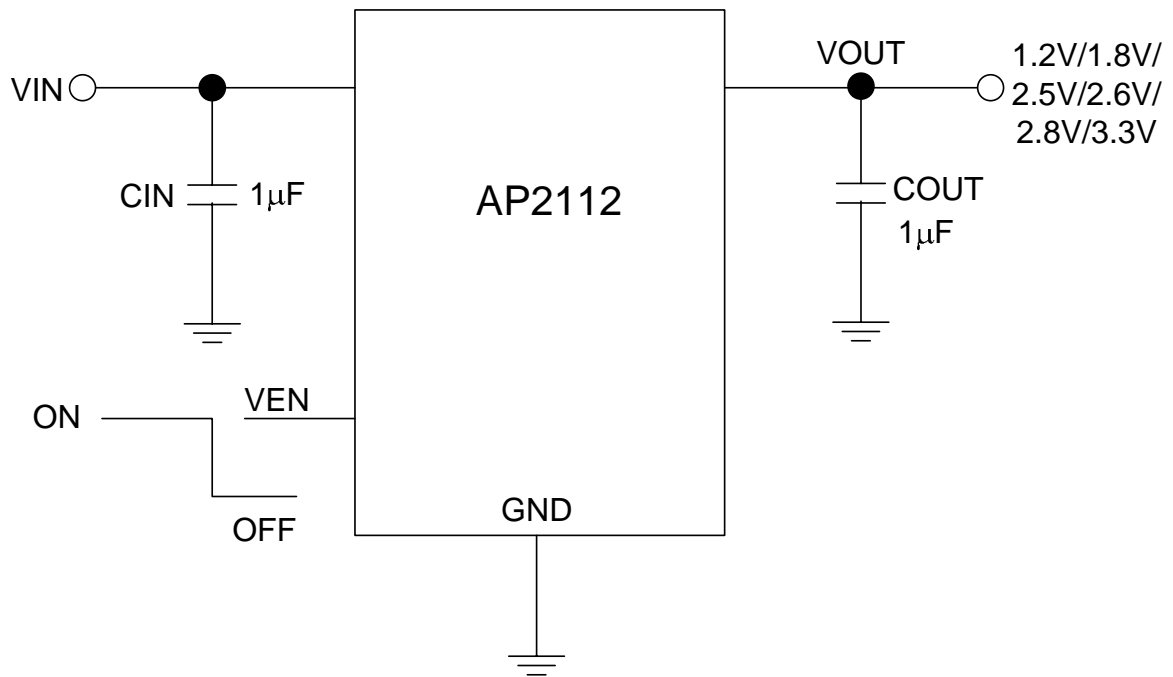 VIN
CIN
1μF
AP2112
VOUT
1.2V/1.8V/
2.5V/2.6V/
2.8V/3.3V
COUT
1μF
ON
VEN
OFF
GND